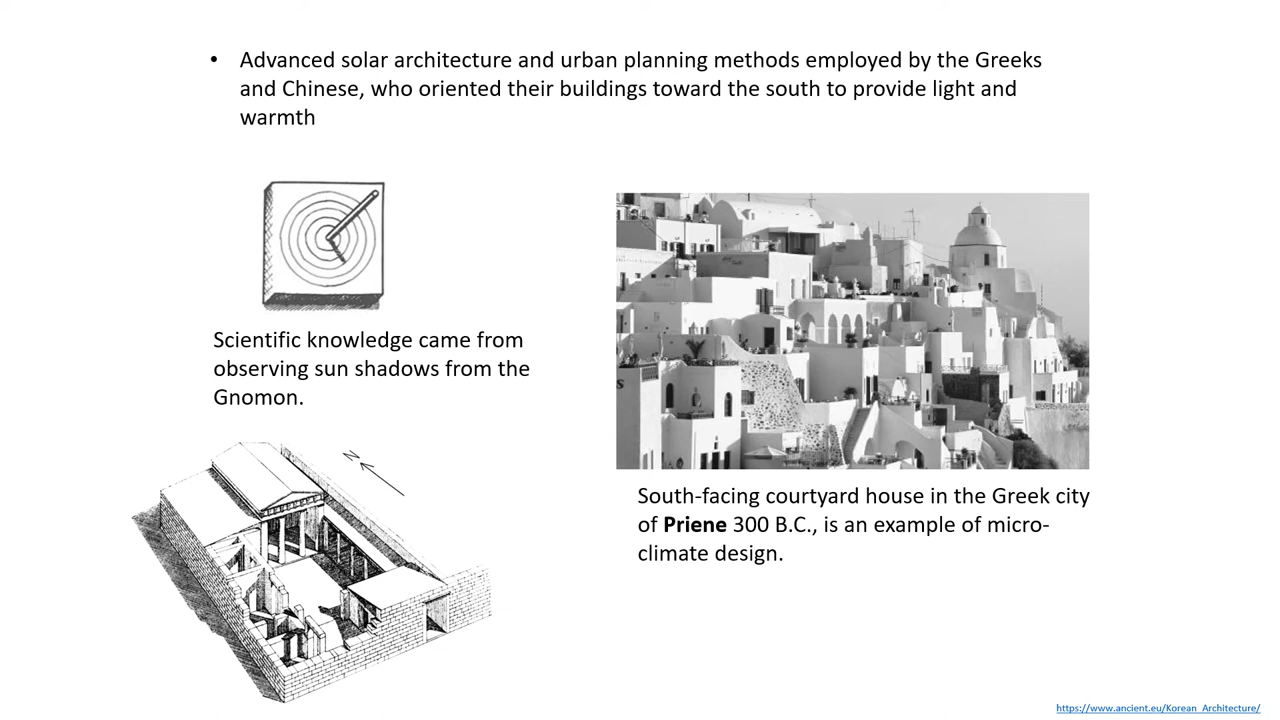 • Advanced solar architecture and urban planning methods employed by the Greeks
and Chinese, who oriented their buildings toward the south to provide light and
warmth
Scientific knowledge came from
observing sun shadows from the
Gnomon.
N
South-facing courtyard house in the Greek city
of Priene 300 B.C., is an example of micro-
climate design.
https://www.ancient.eu/Korean_Architecture/